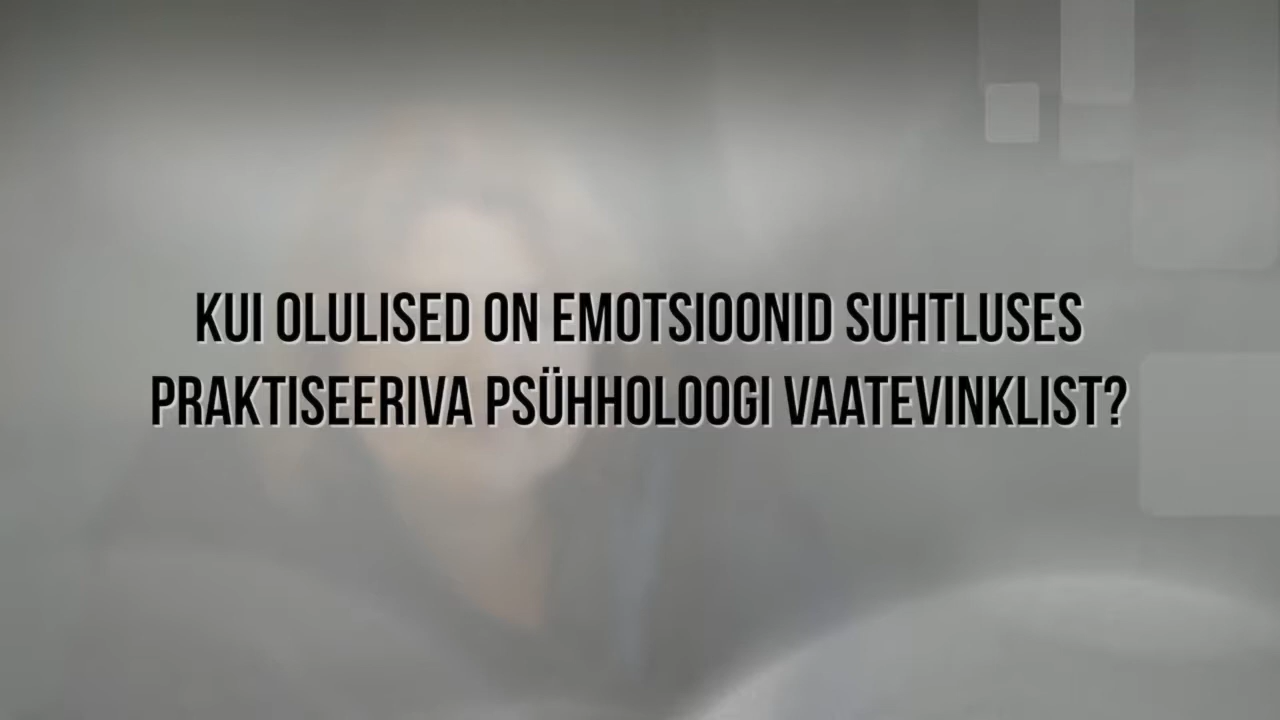 KUI OLULISED ON EMOTSIOONID SUHTLUSES
PRAKTISEERIVA PSÜHHOLOOGI VAATEVINKLIST?